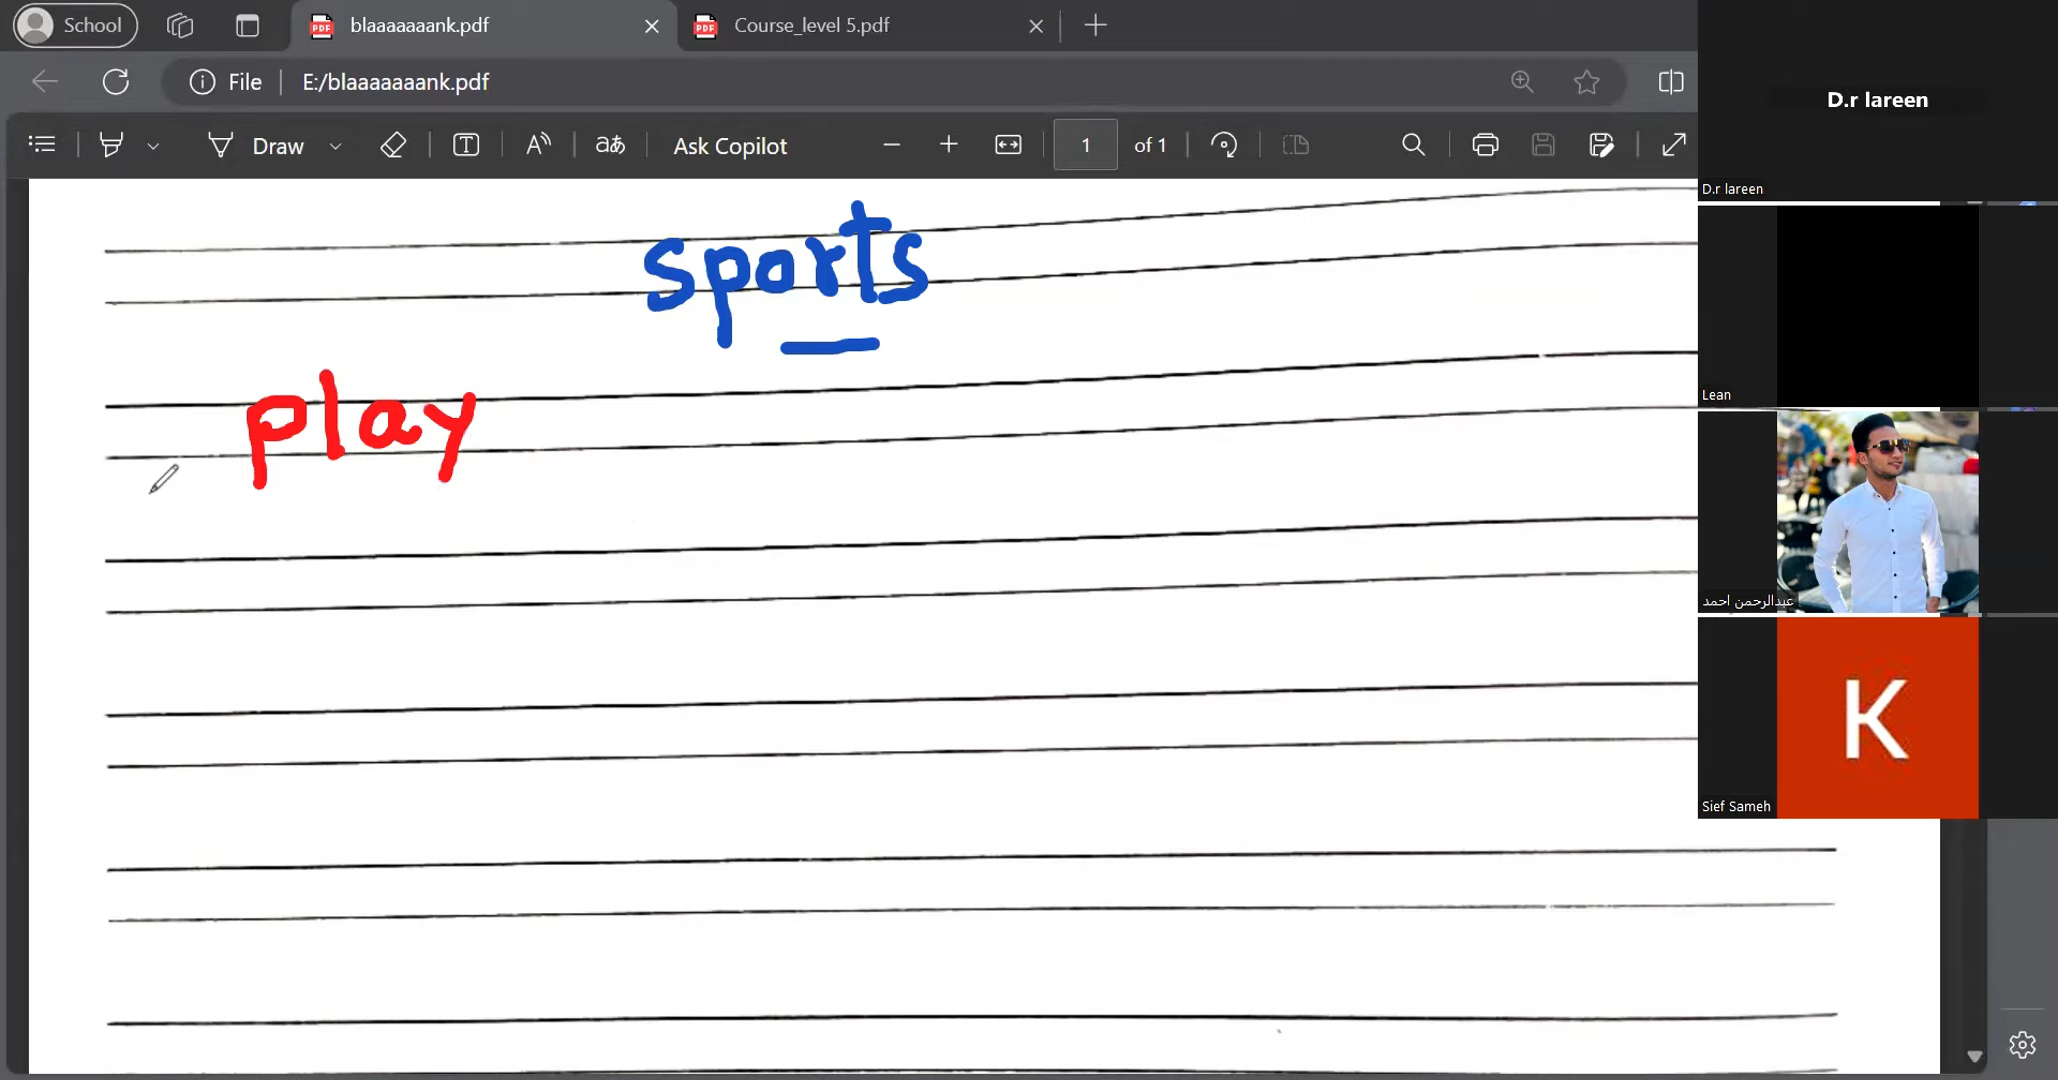 School
blaaaaaaank.pdf
Course_level 5.pdf
File
E:/blaaaaaaank.pdf
Draw
Ask Copilot
1
of 1
sports
play
D.r lareen
D.r lareen
Lean
عبدالرحمن احمد
K
Sief Sameh